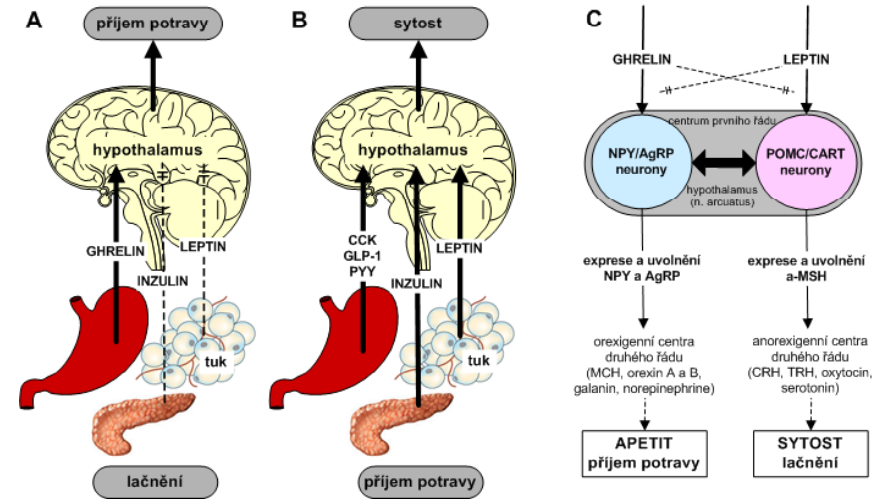 A
příjem potravy
hypothalamus
GHRELIN
LEPTIN
INZULIN
tuk
lačnění
B
sytost
hypothalamus
CCK
GLP-1
PYY
LEPTIN
INZULIN
tuk
příjem potravy
C
GHRELIN
LEPTIN
centrum prvního řádu
NPY/AgRP
neurony
POMC/CART
neurony
hypothalamus
(n. arcuatus)
exprese a uvolnění
NPY a AgRP
exprese a uvolnění
a-MSH
orexigenní centra
druhého řádu
(MCH, orexin A a B,
galanin, norepinephrine)
anorexigenní centra
druhého řádu
(CRH, TRH, oxytocin,
serotonin)
APETIT
příjem potravy
SYTOST
lačnění